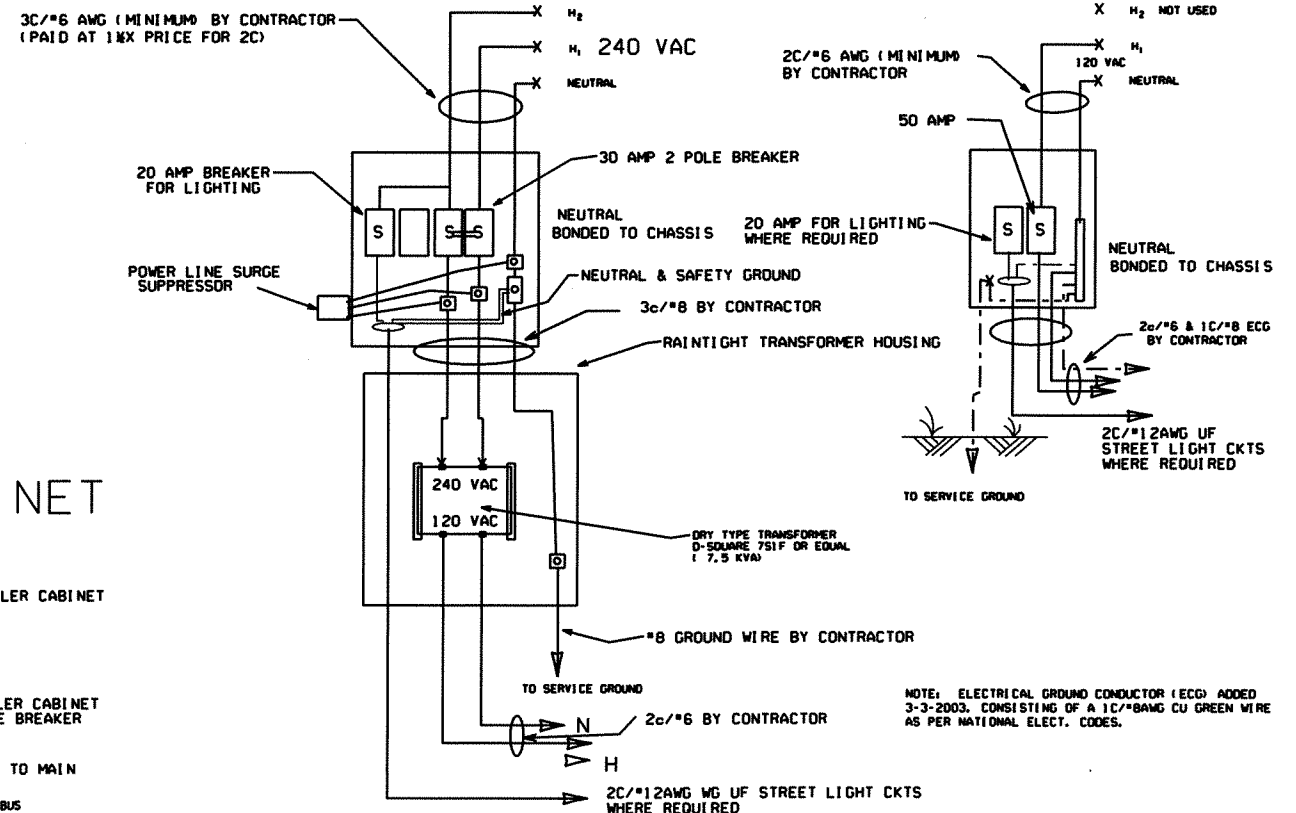 3C/#6 AWG (MINIMUM) BY CONTRACTOR
(PAID AT 1½X PRICE FOR 2C)
H2
H1 240 VAC
NEUTRAL
20 AMP BREAKER
FOR LIGHTING
30 AMP 2 POLE BREAKER
S
S
S
NEUTRAL
BONDED TO CHASSIS
POWER LINE SURGE
SUPPRESSOR
NEUTRAL & SAFETY GROUND
3c/#8 BY CONTRACTOR
RAINTIGHT TRANSFORMER HOUSING
240 VAC
120 VAC
DRY TYPE TRANSFORMER
D-SQUARE 7S1F OR EQUAL
( 7.5 KVA)
#8 GROUND WIRE BY CONTRACTOR
TO SERVICE GROUND
N
2c/#6 BY CONTRACTOR
H
2C/#12AWG WG UF STREET LIGHT CKTS
WHERE REQUIRED
NET
LER CABINET
LER CABINET
E BREAKER
TO MAIN
BUS
H2 NOT USED
H1
120 VAC
NEUTRAL
2C/#6 AWG (MINIMUM)
BY CONTRACTOR
50 AMP
20 AMP FOR LIGHTING
WHERE REQUIRED
S
S
NEUTRAL
BONDED TO CHASSIS
2c/#6 & 1C/#8 ECG
BY CONTRACTOR
2C/#12AWG UF
STREET LIGHT CKTS
WHERE REQUIRED
TO SERVICE GROUND
NOTE: ELECTRICAL GROUND CONDUCTOR (ECG) ADDED
3-3-2003. CONSISTING OF A 1C/#8AWG CU GREEN WIRE
AS PER NATIONAL ELECT. CODES.